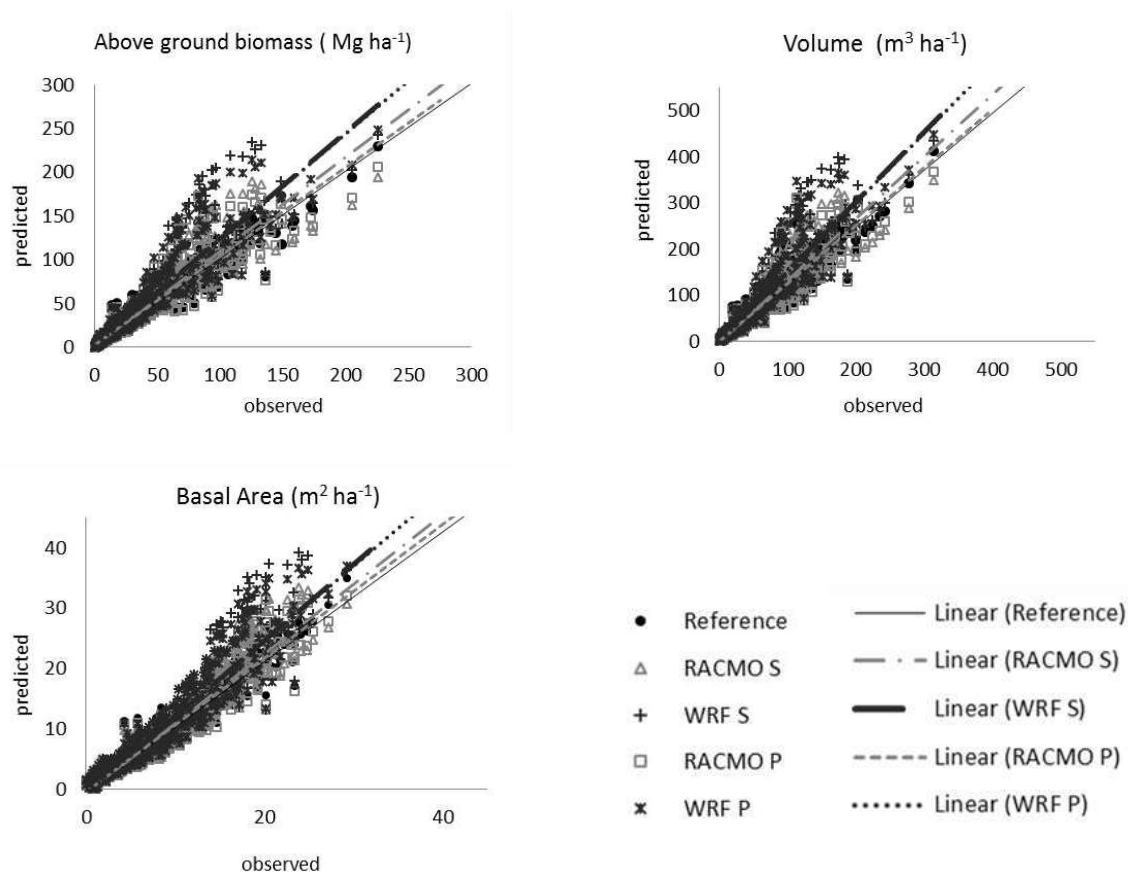 Above ground biomass ( Mg ha⁻¹)
300
250
200
150
100
50
0
predicted
0 50 100 150 200 250 300
observed
Volume (m³ ha⁻¹)
500
400
300
200
100
0
predicted
0 100 200 300 400 500
observed
Basal Area (m² ha⁻¹)
40
30
20
10
0
predicted
0 20 40
observed
Reference
RACMO S
WRF S
RACMO P
WRF P
Linear (Reference)
Linear (RACMO S)
Linear (WRF S)
Linear (RACMO P)
Linear (WRF P)